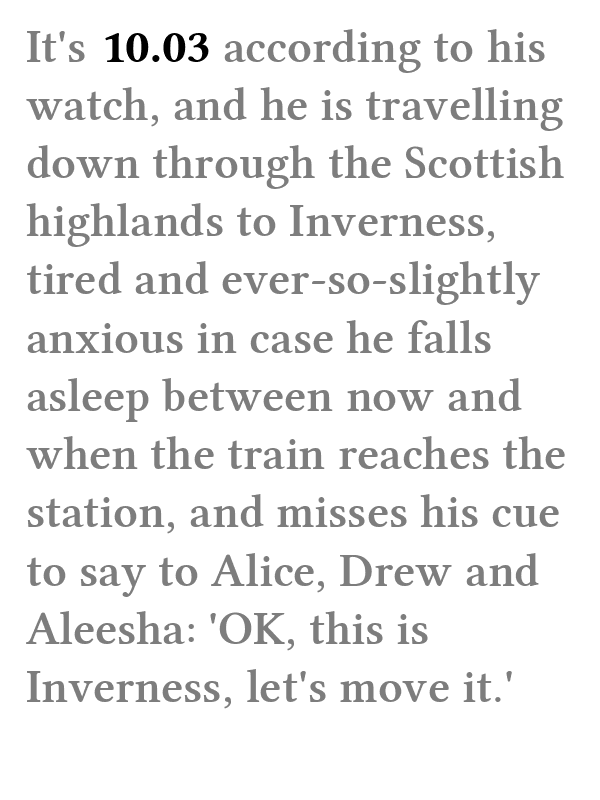 It's 10.03 according to his
watch, and he is travelling
down through the Scottish
highlands to Inverness,
tired and ever-so-slightly
anxious in case he falls
asleep between now and
when the train reaches the
station, and misses his cue
to say to Alice, Drew and
Aleesha: 'OK, this is
Inverness, let's move it.'